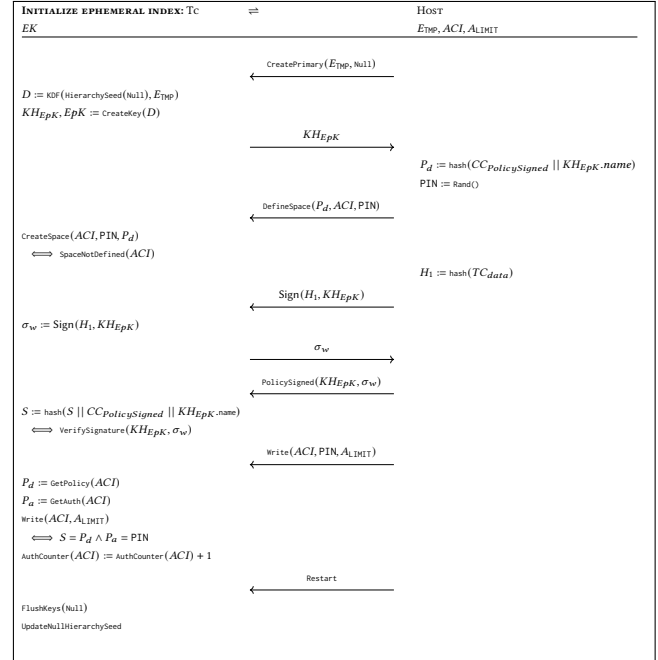 INITIALIZE EPHEMERAL INDEX: TC ⇌ HOST
EK E_TMP, ACI, A_LIMIT
CreatePrimary(E_TMP, Null)
D := KDF(HierarchySeed(Null), E_TMP)
KH_EpK, EpK := CreateKey(D)
KH_EpK
P_d := hash(CC_PolicySigned || KH_EpK.name)
PIN := Rand()
DefineSpace(P_d, ACI, PIN)
CreateSpace(ACI, PIN, P_d)
⟺ SpaceNotDefined(ACI)
H_1 := hash(TC_data)
Sign(H_1, KH_EpK)
σ_w := Sign(H_1, KH_EpK)
σ_w
PolicySigned(KH_EpK, σ_w)
S := hash(S || CC_PolicySigned || KH_EpK.name)
⟺ VerifySignature(KH_EpK, σ_w)
Write(ACI, PIN, A_LIMIT)
P_d := GetPolicy(ACI)
P_a := GetAuth(ACI)
Write(ACI, A_LIMIT)
⟺ S = P_d ∧ P_a = PIN
AuthCounter(ACI) := AuthCounter(ACI) + 1
Restart
FlushKeys(Null)
UpdateNullHierarchySeed